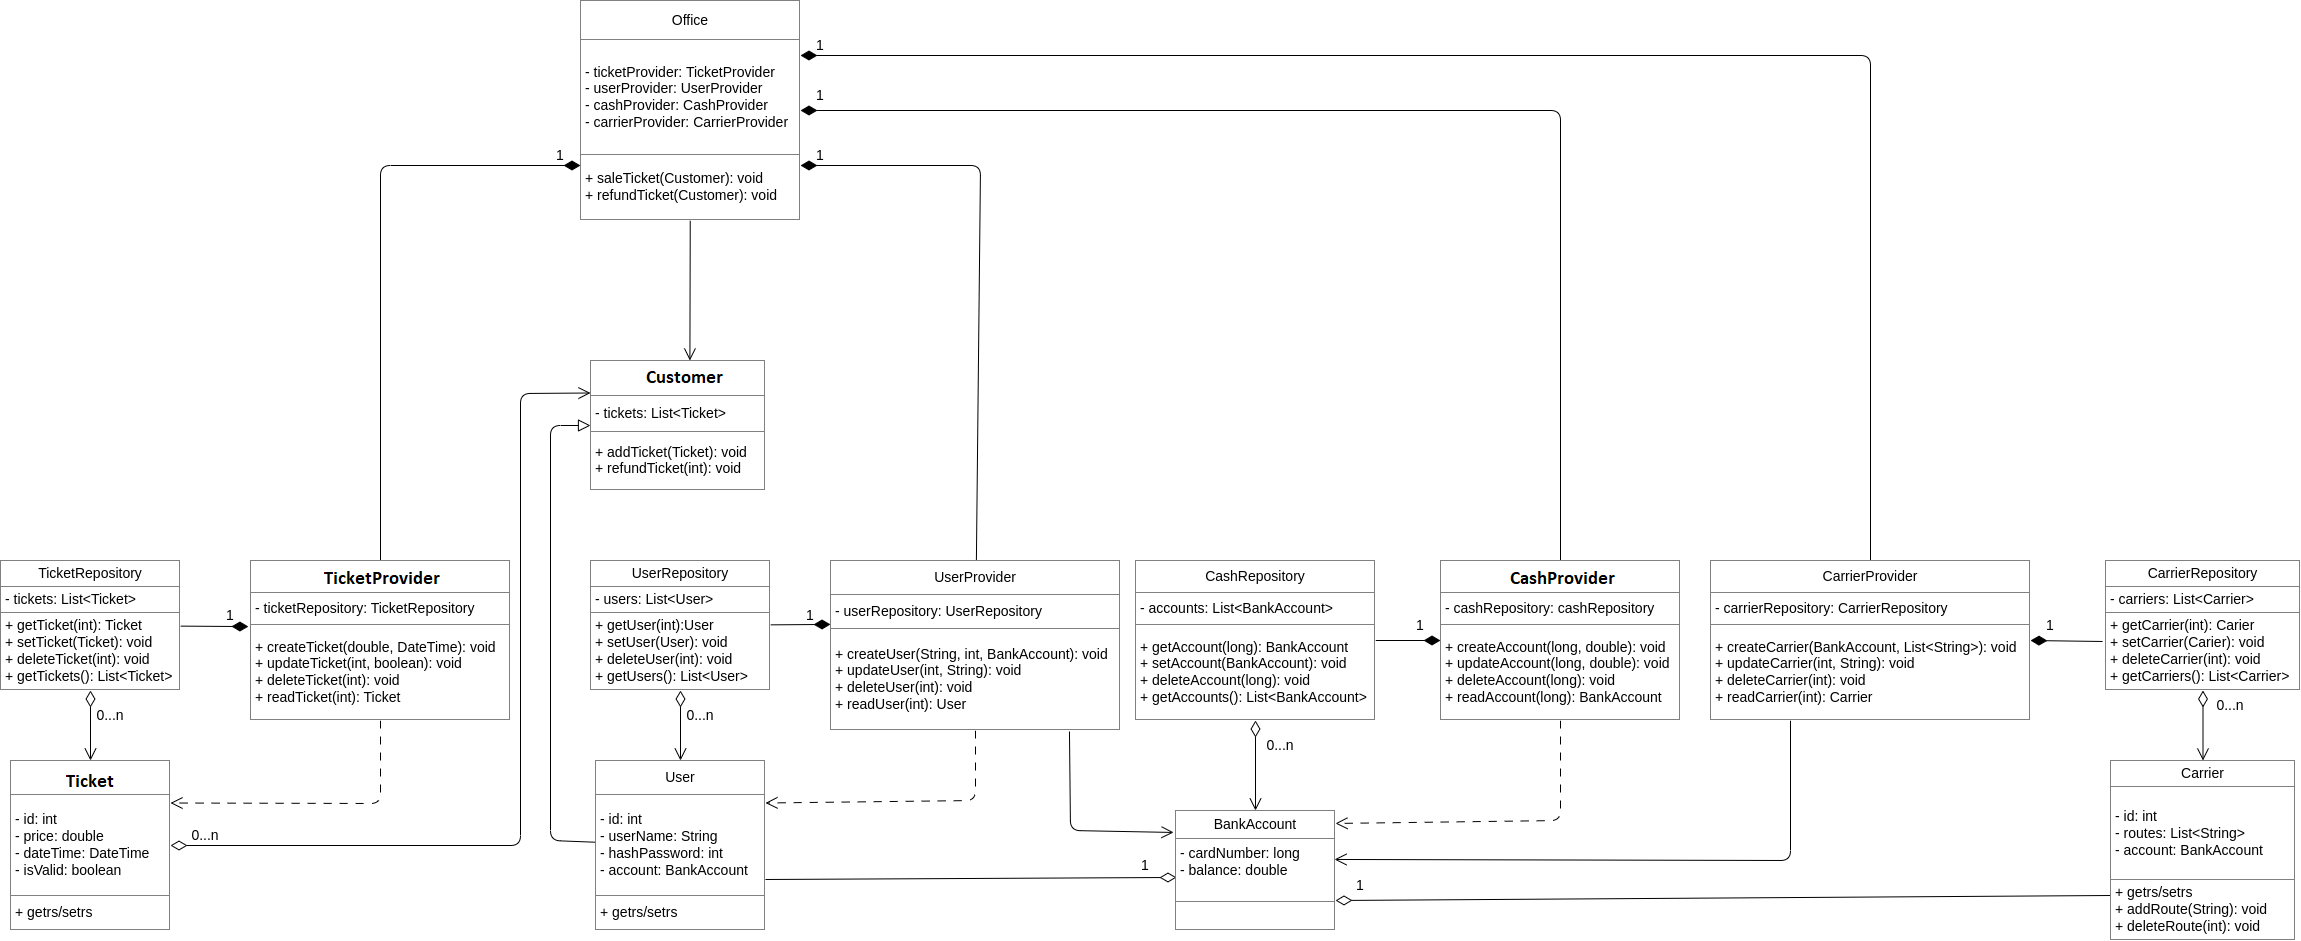 Office
- ticketProvider: TicketProvider
- userProvider: UserProvider
- cashProvider: CashProvider
- carrierProvider: CarrierProvider
+ saleTicket(Customer): void
+ refundTicket(Customer): void
1
1
1
1
Customer
- tickets: List<Ticket>
+ addTicket(Ticket): void
+ refundTicket(int): void
TicketRepository
- tickets: List<Ticket>
+ getTicket(int): Ticket
+ setTicket(Ticket): void
+ deleteTicket(int): void
+ getTickets(): List<Ticket>
1
0...n
TicketProvider
- ticketRepository: TicketRepository
+ createTicket(double, DateTime): void
+ updateTicket(int, boolean): void
+ deleteTicket(int): void
+ readTicket(int): Ticket
UserRepository
- users: List<User>
+ getUser(int):User
+ setUser(User): void
+ deleteUser(int): void
+ getUsers(): List<User>
1
0...n
UserProvider
- userRepository: UserRepository
+ createUser(String, int, BankAccount): void
+ updateUser(int, String): void
+ deleteUser(int): void
+ readUser(int): User
CashRepository
- accounts: List<BankAccount>
+ getAccount(long): BankAccount
+ setAccount(BankAccount): void
+ deleteAccount(long): void
+ getAccounts(): List<BankAccount>
1
0...n
CashProvider
- cashRepository: cashRepository
+ createAccount(long, double): void
+ updateAccount(long, double): void
+ deleteAccount(long): void
+ readAccount(long): BankAccount
CarrierProvider
- carrierRepository: CarrierRepository
+ createCarrier(BankAccount, List<String>): void
+ updateCarrier(int, String): void
+ deleteCarrier(int): void
+ readCarrier(int): Carrier
1
CarrierRepository
- carriers: List<Carrier>
+ getCarrier(int): Carier
+ setCarrier(Carier): void
+ deleteCarrier(int): void
+ getCarriers(): List<Carrier>
0...n
Ticket
- id: int
- price: double
- dateTime: DateTime
- isValid: boolean
+ getrs/setrs
0...n
User
- id: int
- userName: String
- hashPassword: int
- account: BankAccount
+ getrs/setrs
1
BankAccount
- cardNumber: long
- balance: double
1
Carrier
- id: int
- routes: List<String>
- account: BankAccount
+ getrs/setrs
+ addRoute(String): void
+ deleteRoute(int): void